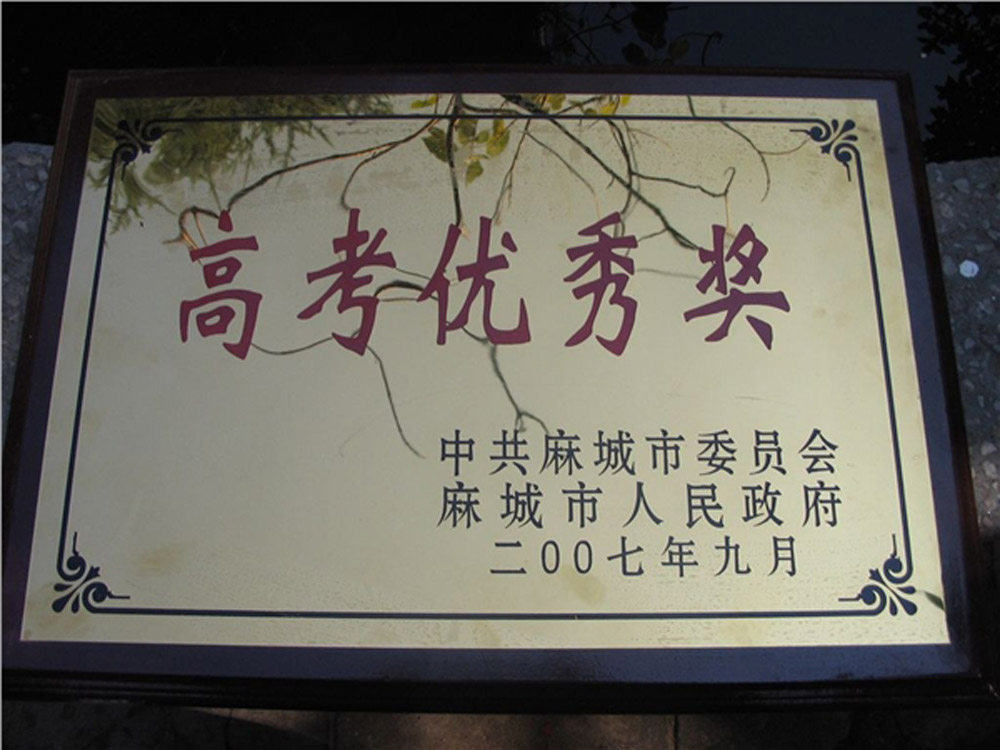 高考优秀奖
中共麻城市委员会
麻城市人民政府
二00七年九月